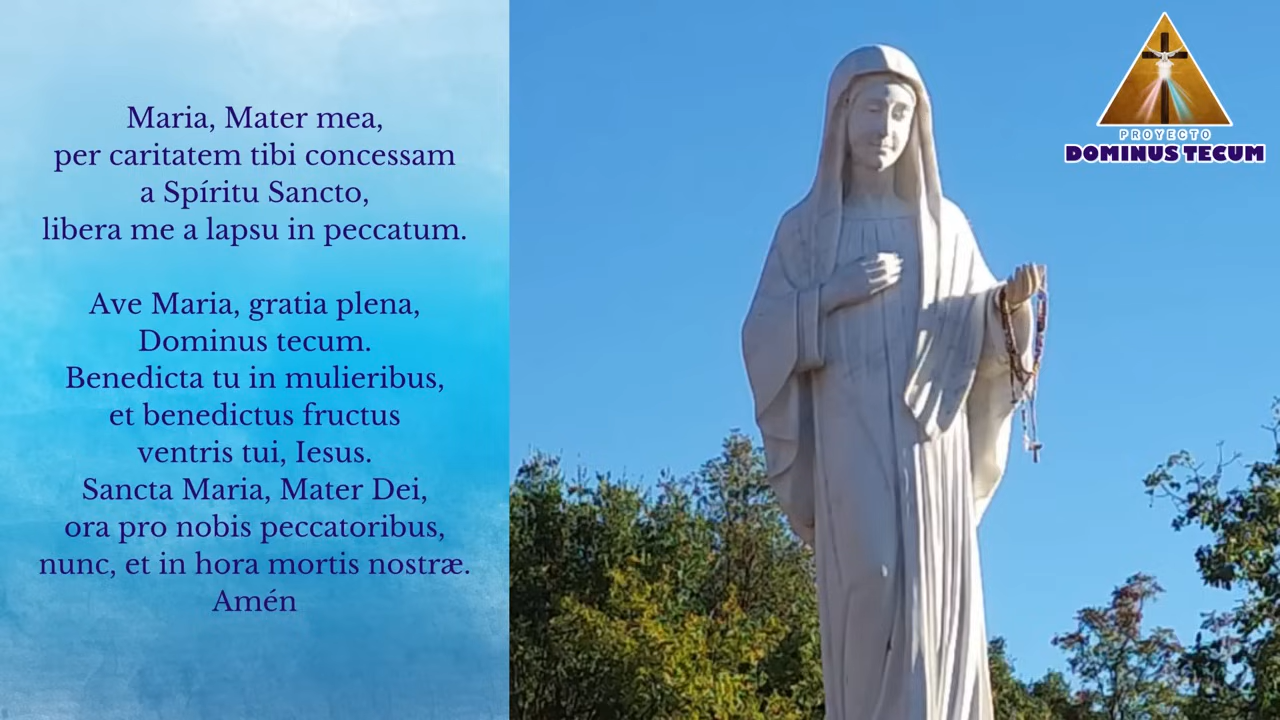 Maria, Mater mea,
per caritatem tibi concessam
a Spíritu Sancto,
libera me a lapsu in peccatum.
Ave Maria, gratia plena,
Dominus tecum.
Benedicta tu in mulieribus,
et benedictus fructus
ventris tui, Iesus.
Sancta Maria, Mater Dei,
ora pro nobis peccatoribus,
nunc, et in hora mortis nostræ.
Amén
PROYECTO
DOMINUS TECUM